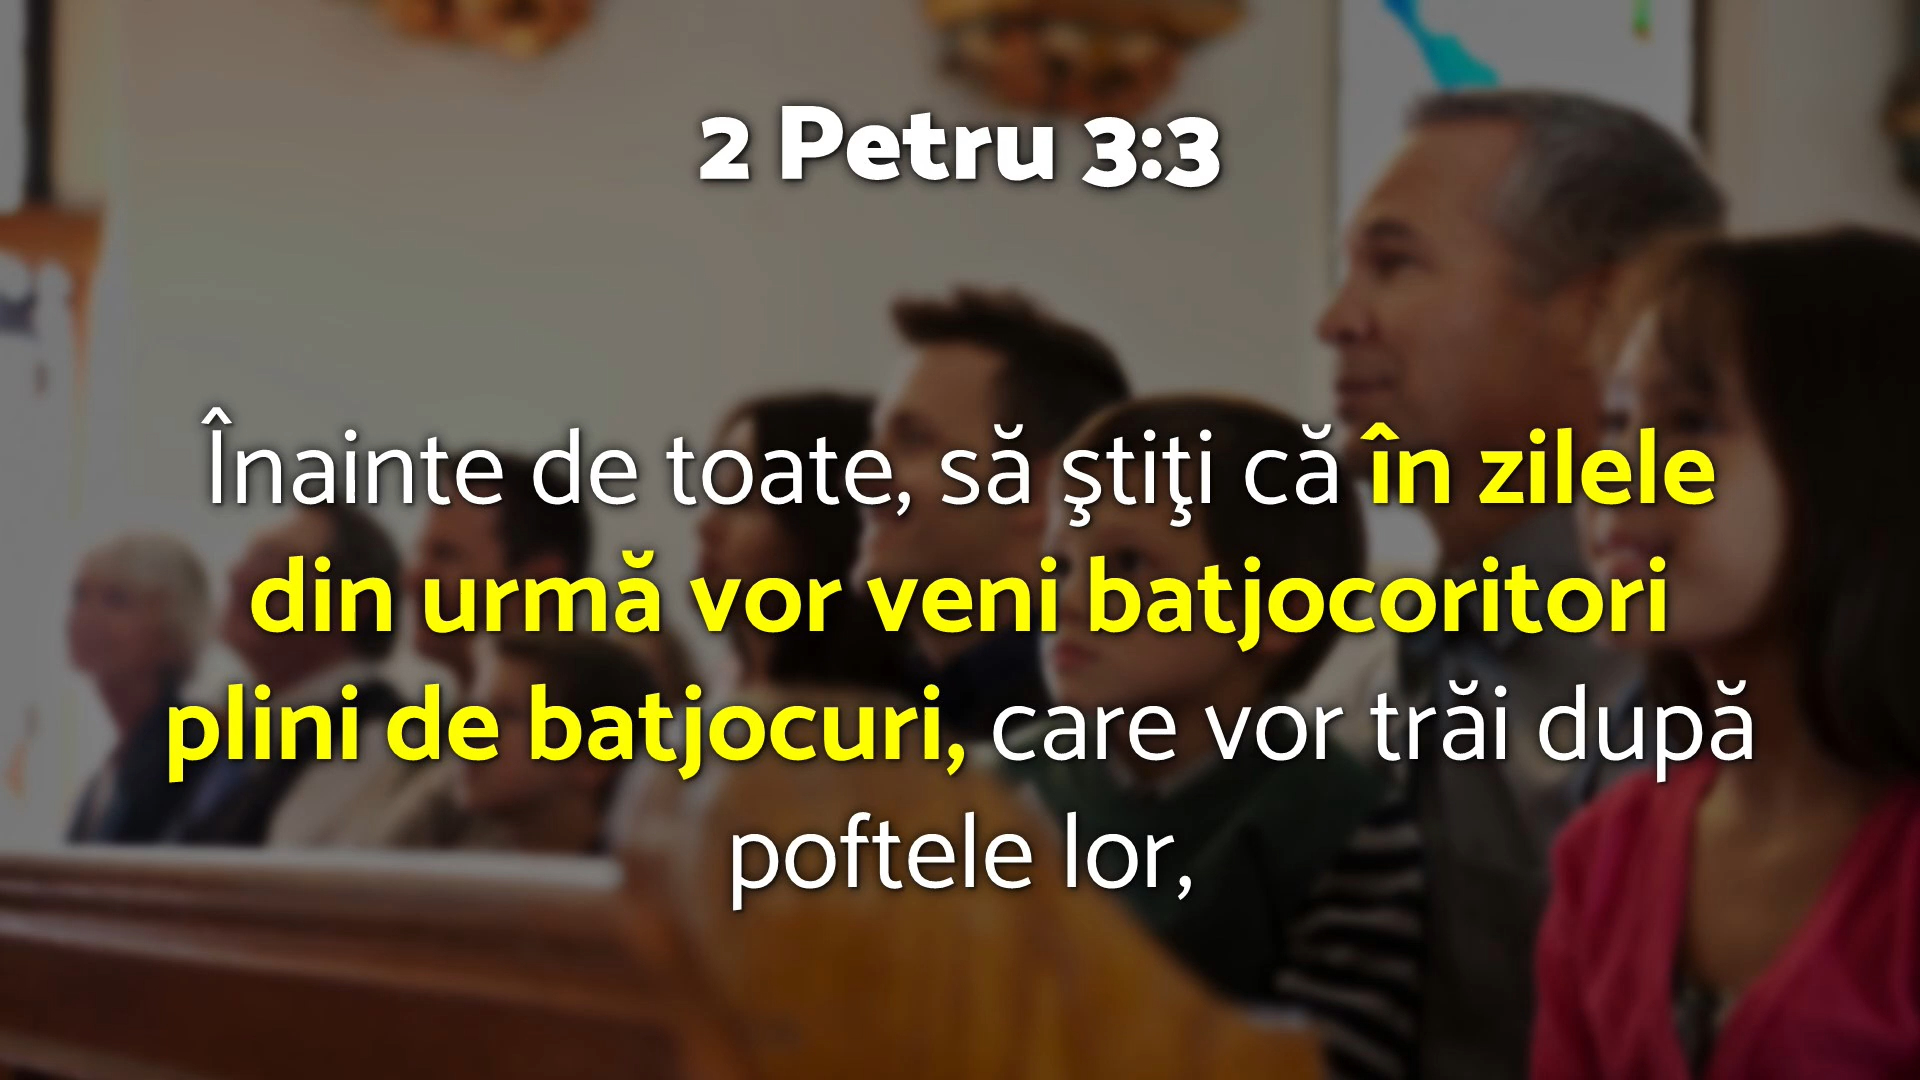 2 Petru 3:3
Înainte de toate, să ştiţi că în zilele
din urmă vor veni batjocoritori
plini de batjocuri, care vor trăi după
poftele lor,